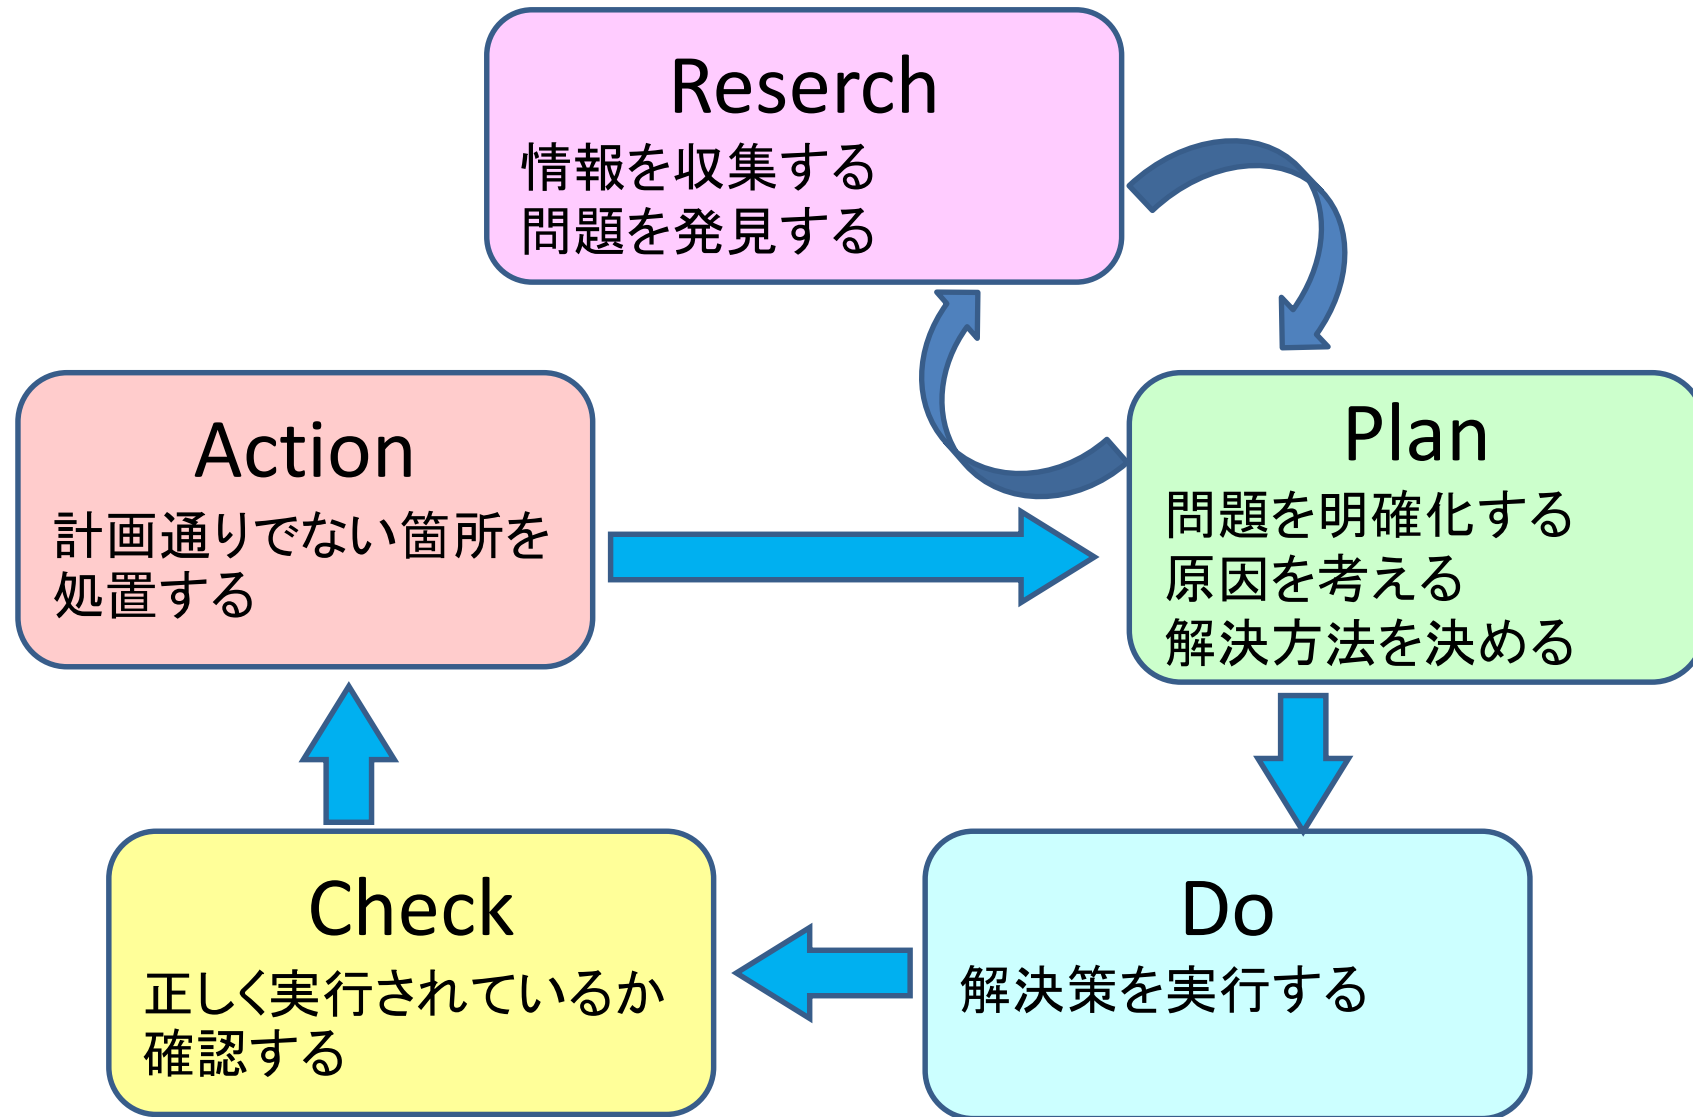 Reserch
情報を収集する
問題を発見する
Action
計画通りでない箇所を
処置する
Plan
問題を明確化する
原因を考える
解決方法を決める
Check
正しく実行されているか
確認する
Do
解決策を実行する